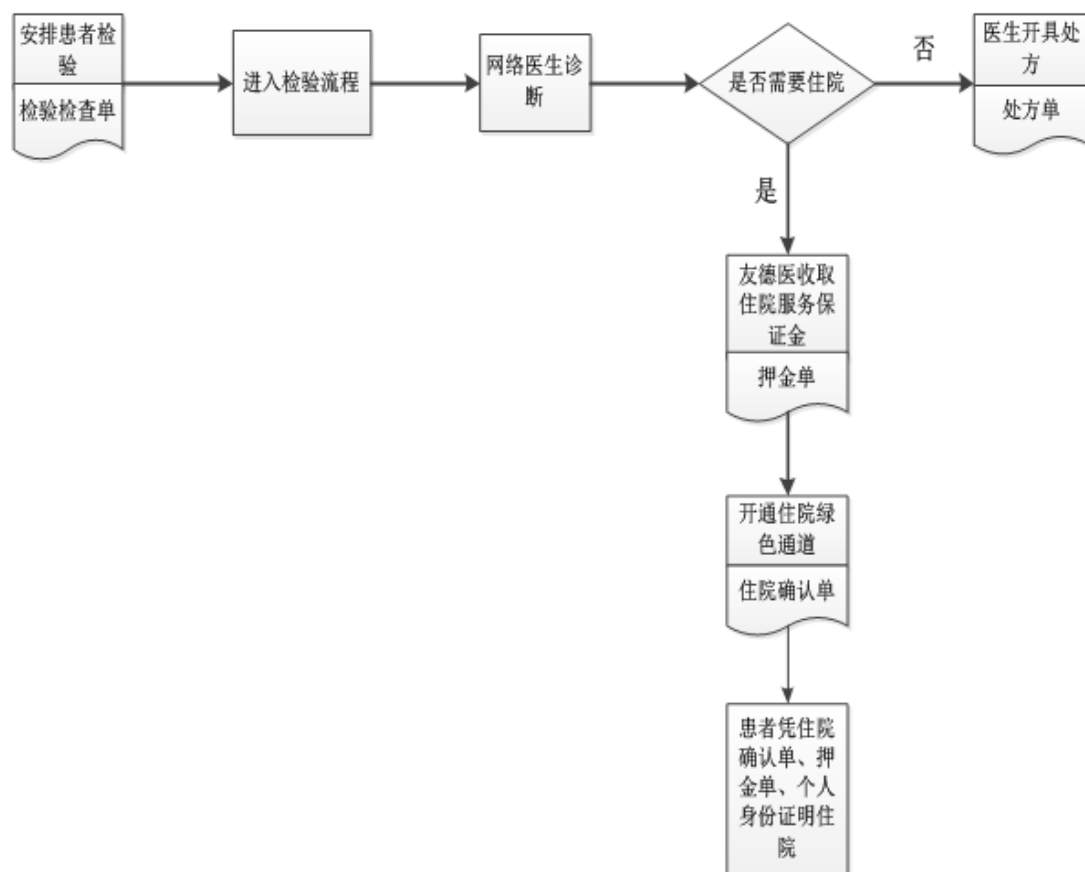 安排患者检
验
检验检查单
进入检验流程
网络医生诊
断
是否需要住院
否
医生开具处
方
处方单
是
友德医收取
住院服务保
证金
押金单
开通住院绿
色通道
住院确认单
患者凭住院
确认单、押
金单、个人
身份证明住
院